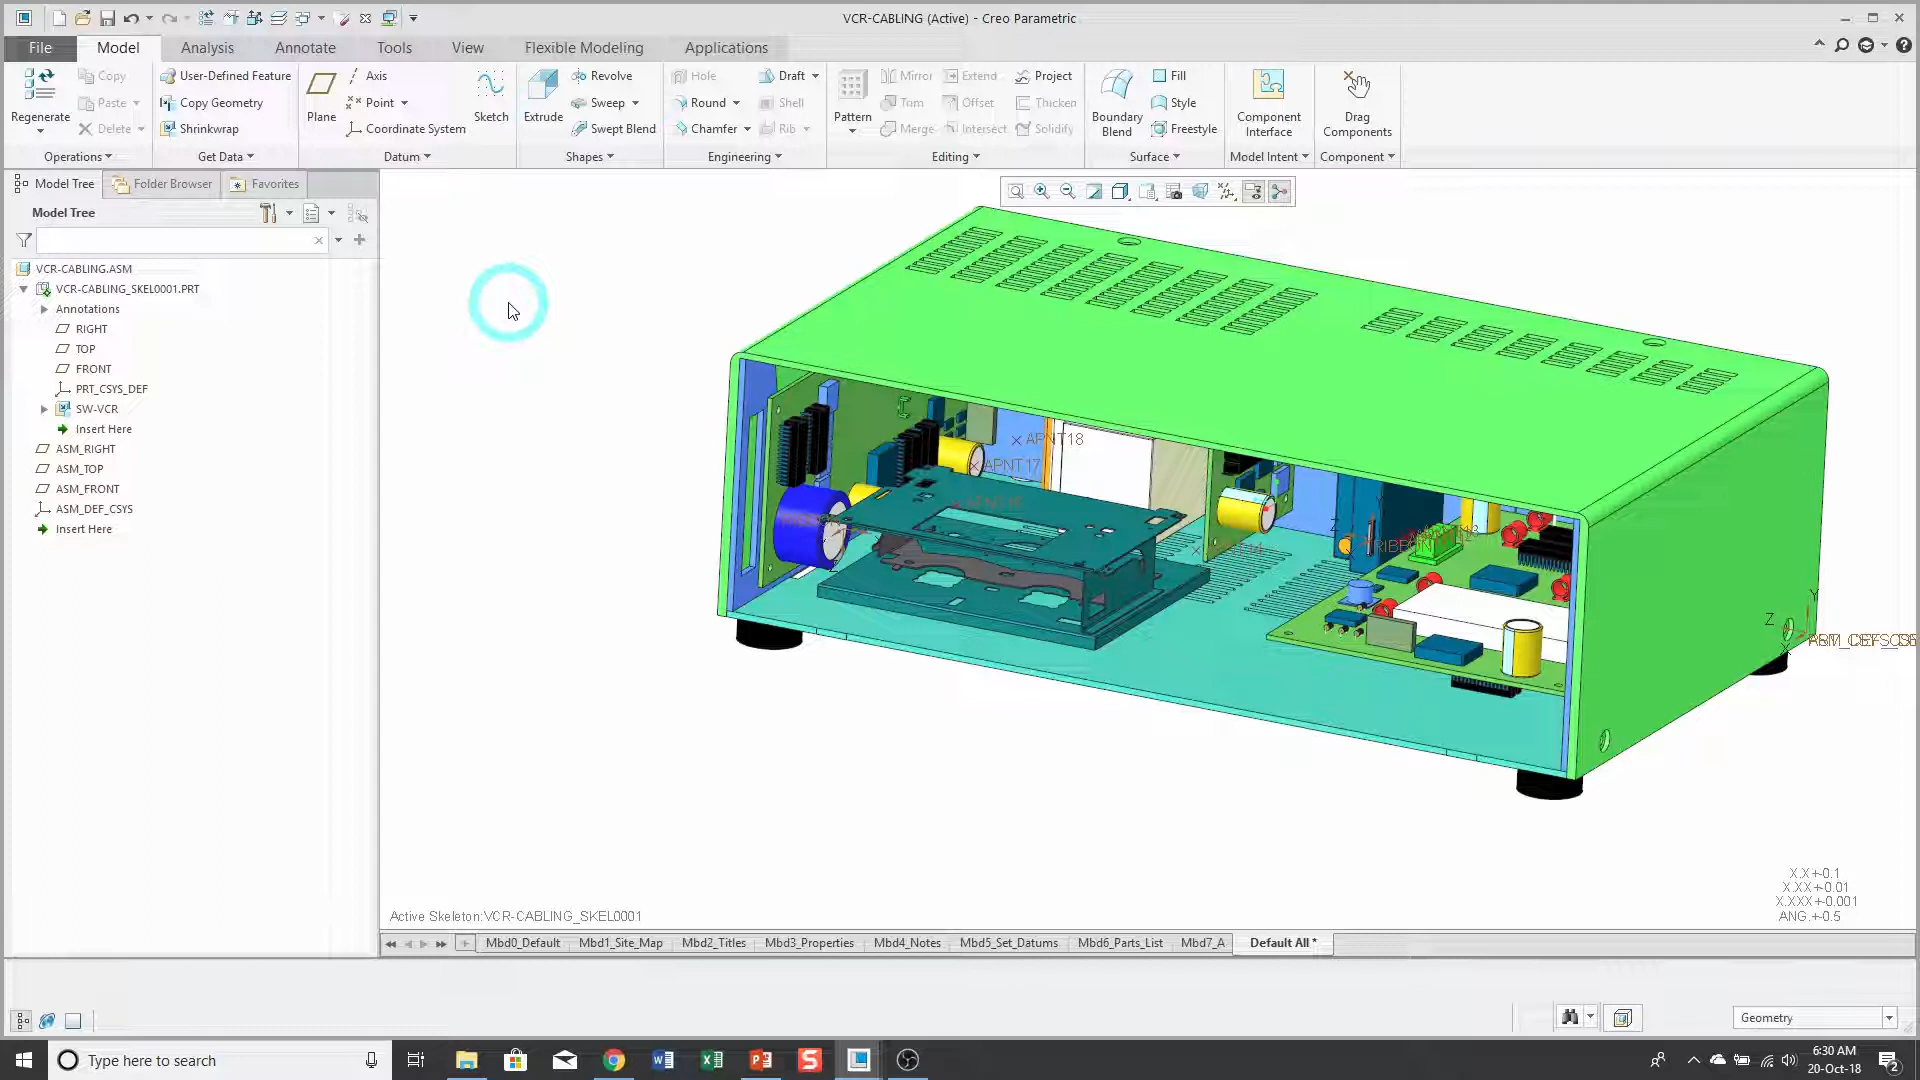 VCR-CABLING (Active) - Creo Parametric
File Model Analysis Annotate Tools View Flexible Modeling Applications
Regenerate
Copy
Paste
Delete
Operations
User-Defined Feature
Copy Geometry
Shrinkwrap
Get Data
Plane
Axis
Point
Coordinate System
Sketch
Datum
Extrude
Revolve
Sweep
Swept Blend
Shapes
Hole
Round
Chamfer
Draft
Shell
Rib
Engineering
Pattern
Mirror
Trim
Merge
Extend
Offset
Intersect
Project
Thicken
Solidify
Editing
Boundary
Blend
Fill
Style
Freestyle
Surface
Component
Interface
Model Intent
Drag
Components
Component
Model Tree Folder Browser Favorites
Model Tree
VCR-CABLING.ASM
VCR-CABLING_SKEL0001.PRT
Annotations
RIGHT
TOP
FRONT
PRT_CSYS_DEF
SW-VCR
Insert Here
ASM_RIGHT
ASM_TOP
ASM_FRONT
ASM_DEF_CSYS
Insert Here
APNT18
APNT17
Z
Z
Y
Z
X
X.X+-0.1
X.XX+-0.01
X.XXX+-0.001
ANG.+-0.5
Active Skeleton:VCR-CABLING_SKEL0001
Mbd0_Default Mbd1_Site_Map Mbd2_Titles Mbd3_Properties Mbd4_Notes Mbd5_Set_Datums Mbd6_Parts_List Mbd7_A Default All *
Geometry
Type here to search
6:30 AM
20-Oct-18
2